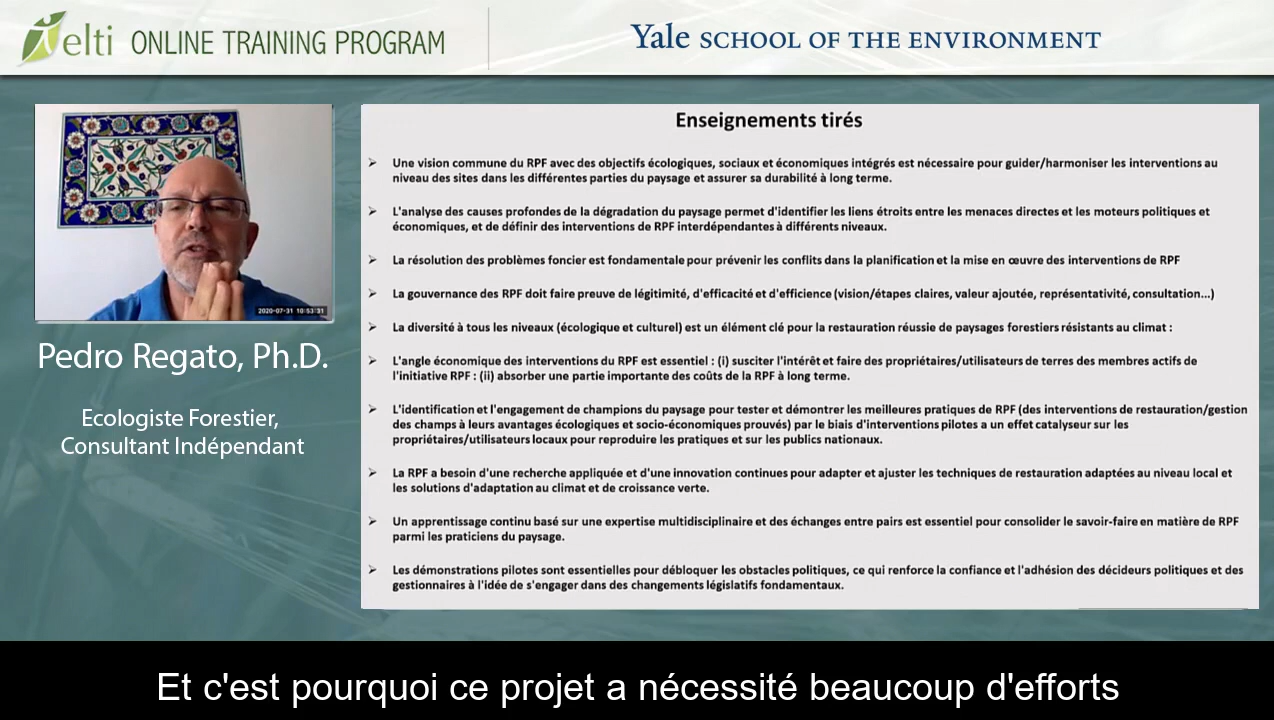 elti ONLINE TRAINING PROGRAM
Yale SCHOOL OF THE ENVIRONMENT
2020-07-31 10:53:31
Pedro Regato, Ph.D.
Ecologiste Forestier,
Consultant Indépendant
Enseignements tirés
➢ Une vision commune du RPF avec des objectifs écologiques, sociaux et économiques intégrés est nécessaire pour guider/harmoniser les interventions au
niveau des sites dans les différentes parties du paysage et assurer sa durabilité à long terme.
➢ L'analyse des causes profondes de la dégradation du paysage permet d'identifier les liens étroits entre les menaces directes et les moteurs politiques et
économiques, et de définir des interventions de RPF interdépendantes à différents niveaux.
➢ La résolution des problèmes foncier est fondamentale pour prévenir les conflits dans la planification et la mise en œuvre des interventions de RPF
➢ La gouvernance des RPF doit faire preuve de légitimité, d'efficacité et d'efficience (vision/étapes claires, valeur ajoutée, représentativité, consultation...)
➢ La diversité à tous les niveaux (écologique et culturel) est un élément clé pour la restauration réussie de paysages forestiers résistants au climat :
➢ L'angle économique des interventions du RPF est essentiel : (i) susciter l'intérêt et faire des propriétaires/utilisateurs de terres des membres actifs de
l'initiative RPF : (ii) absorber une partie importante des coûts de la RPF à long terme.
➢ L'identification et l'engagement de champions du paysage pour tester et démontrer les meilleures pratiques de RPF (des interventions de restauration/gestion
des champs à leurs avantages écologiques et socio-économiques prouvés) par le biais d'interventions pilotes a un effet catalyseur sur les
propriétaires/utilisateurs locaux pour reproduire les pratiques et sur les publics nationaux.
➢ La RPF a besoin d'une recherche appliquée et d'une innovation continues pour adapter et ajuster les techniques de restauration adaptées au niveau local et
les solutions d'adaptation au climat et de croissance verte.
➢ Un apprentissage continu basé sur une expertise multidisciplinaire et des échanges entre pairs est essentiel pour consolider le savoir-faire en matière de RPF
parmi les praticiens du paysage.
➢ Les démonstrations pilotes sont essentielles pour débloquer les obstacles politiques, ce qui renforce la confiance et l'adhésion des décideurs politiques et des
gestionnaires à l'idée de s'engager dans des changements législatifs fondamentaux.
Et c'est pourquoi ce projet a nécessité beaucoup d'efforts